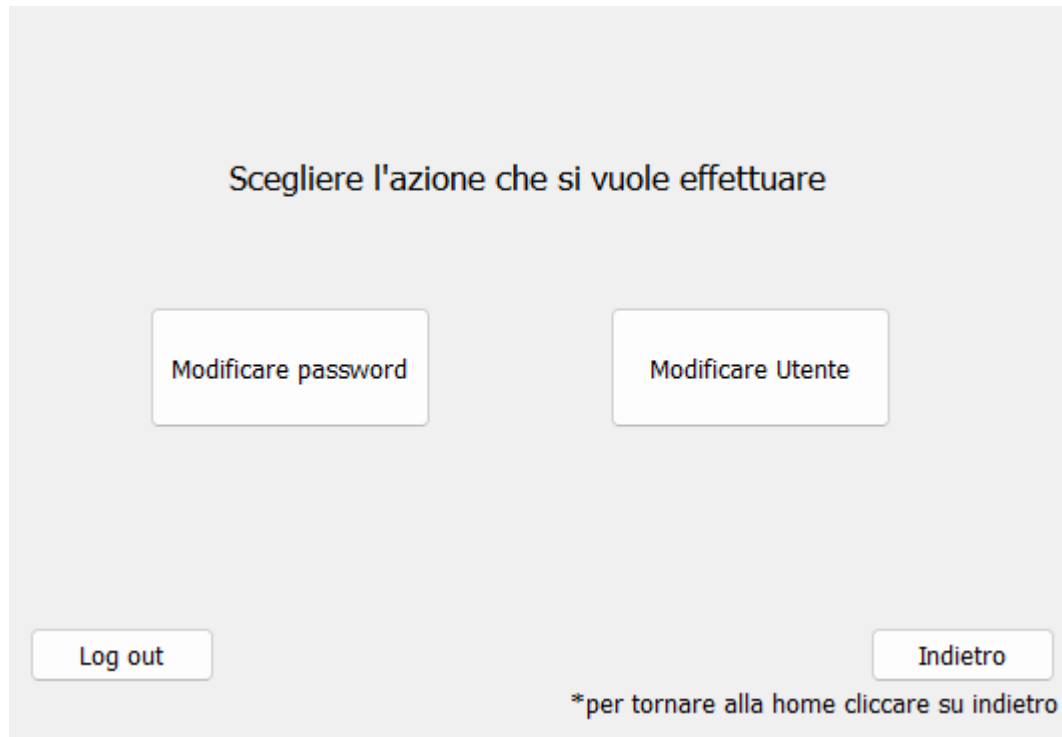 Scegliere l'azione che si vuole effettuare
Modificare password
Modificare Utente
Log out
Indietro
*per tornare alla home cliccare su indietro